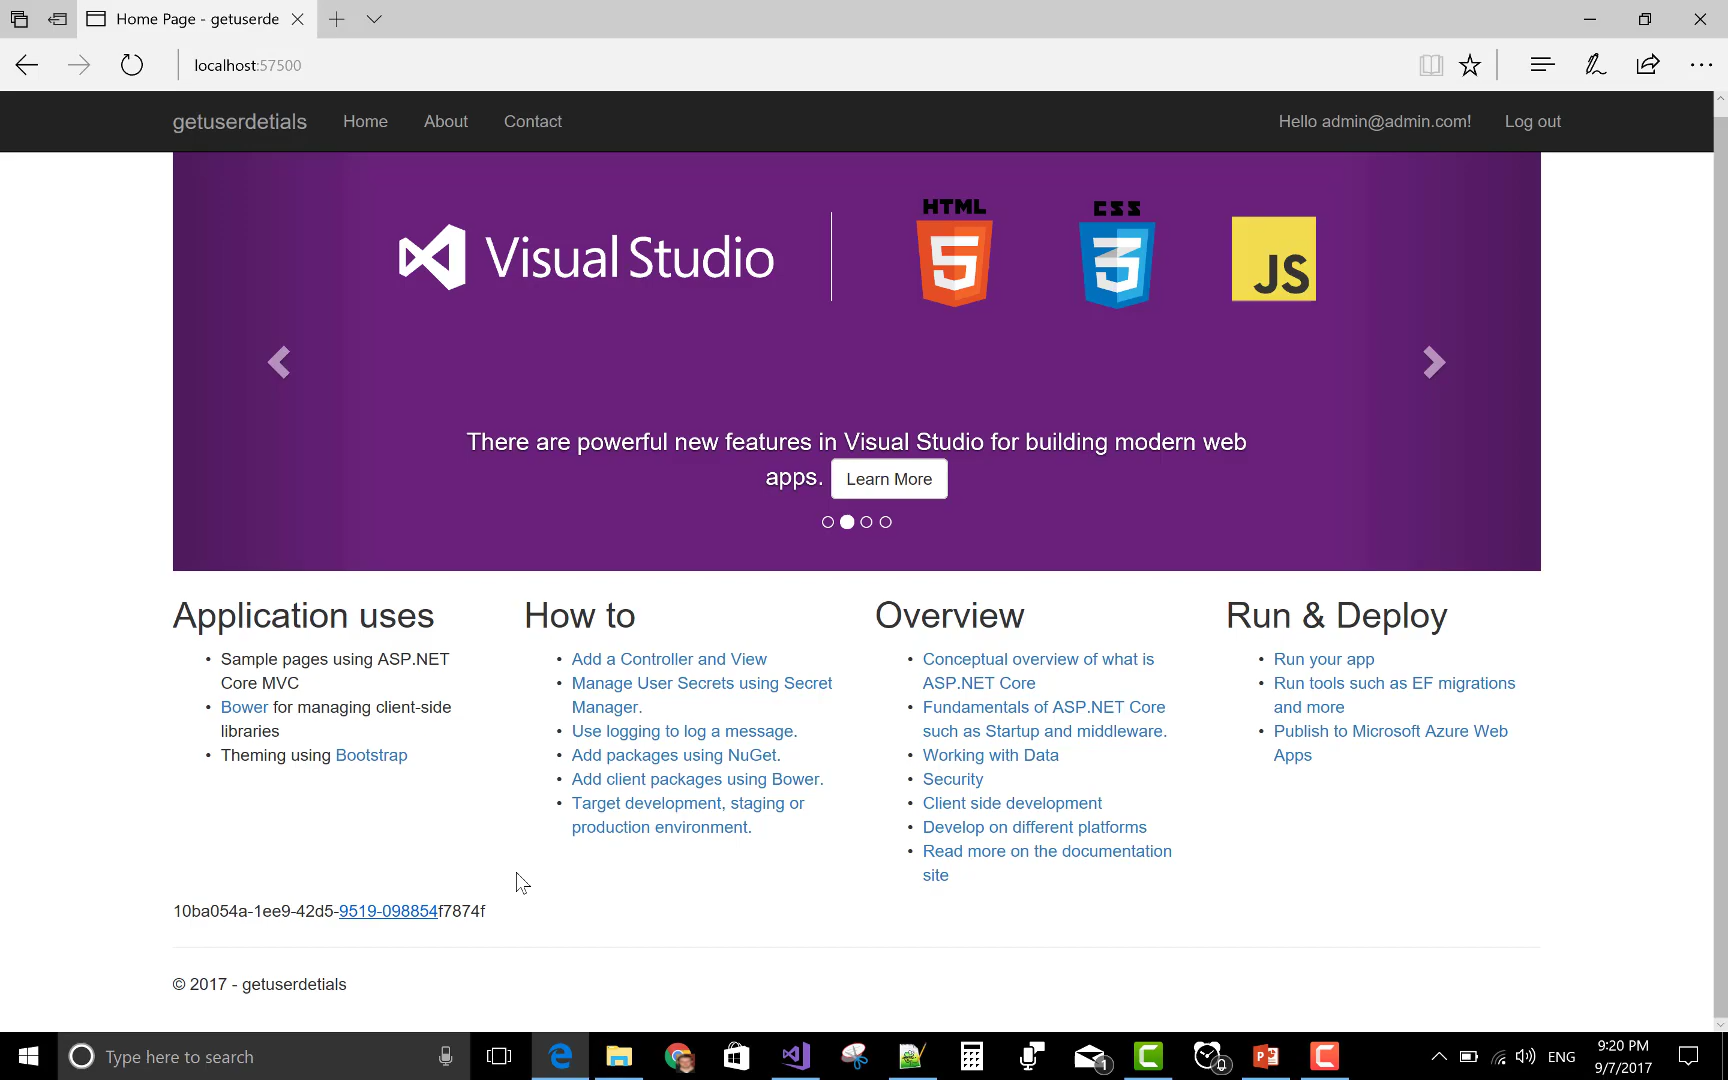 Home Page - getuserde
localhost:57500
getuserdetials Home About Contact Hello admin@admin.com! Log out
Visual Studio
HTML
5
CSS
3
JS
There are powerful new features in Visual Studio for building modern web
apps. Learn More
Application uses
Sample pages using ASP.NET
Core MVC
Bower for managing client-side
libraries
Theming using Bootstrap
How to
Add a Controller and View
Manage User Secrets using Secret
Manager.
Use logging to log a message.
Add packages using NuGet.
Add client packages using Bower.
Target development, staging or
production environment.
Overview
Conceptual overview of what is
ASP.NET Core
Fundamentals of ASP.NET Core
such as Startup and middleware.
Working with Data
Security
Client side development
Develop on different platforms
Read more on the documentation
site
Run & Deploy
Run your app
Run tools such as EF migrations
and more
Publish to Microsoft Azure Web
Apps
10ba054a-1ee9-42d5-9519-098854f7874f
© 2017 - getuserdetials
Type here to search
1
0
ENG
9:20 PM
9/7/2017